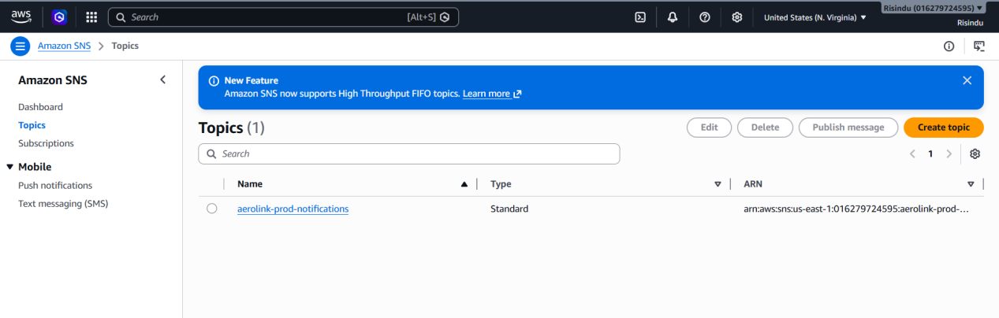 aws
Search
[Alt+S]
United States (N. Virginia)
Risindu (016279724595)
Risindu
Amazon SNS
Topics
Amazon SNS
Dashboard
Topics
Subscriptions
Mobile
Push notifications
Text messaging (SMS)
New Feature
Amazon SNS now supports High Throughput FIFO topics. Learn more
Topics (1)
Edit
Delete
Publish message
Create topic
Search
1
Name
Type
ARN
aerolink-prod-notifications
Standard
arn:aws:sns:us-east-1:016279724595:aerolink-prod-...